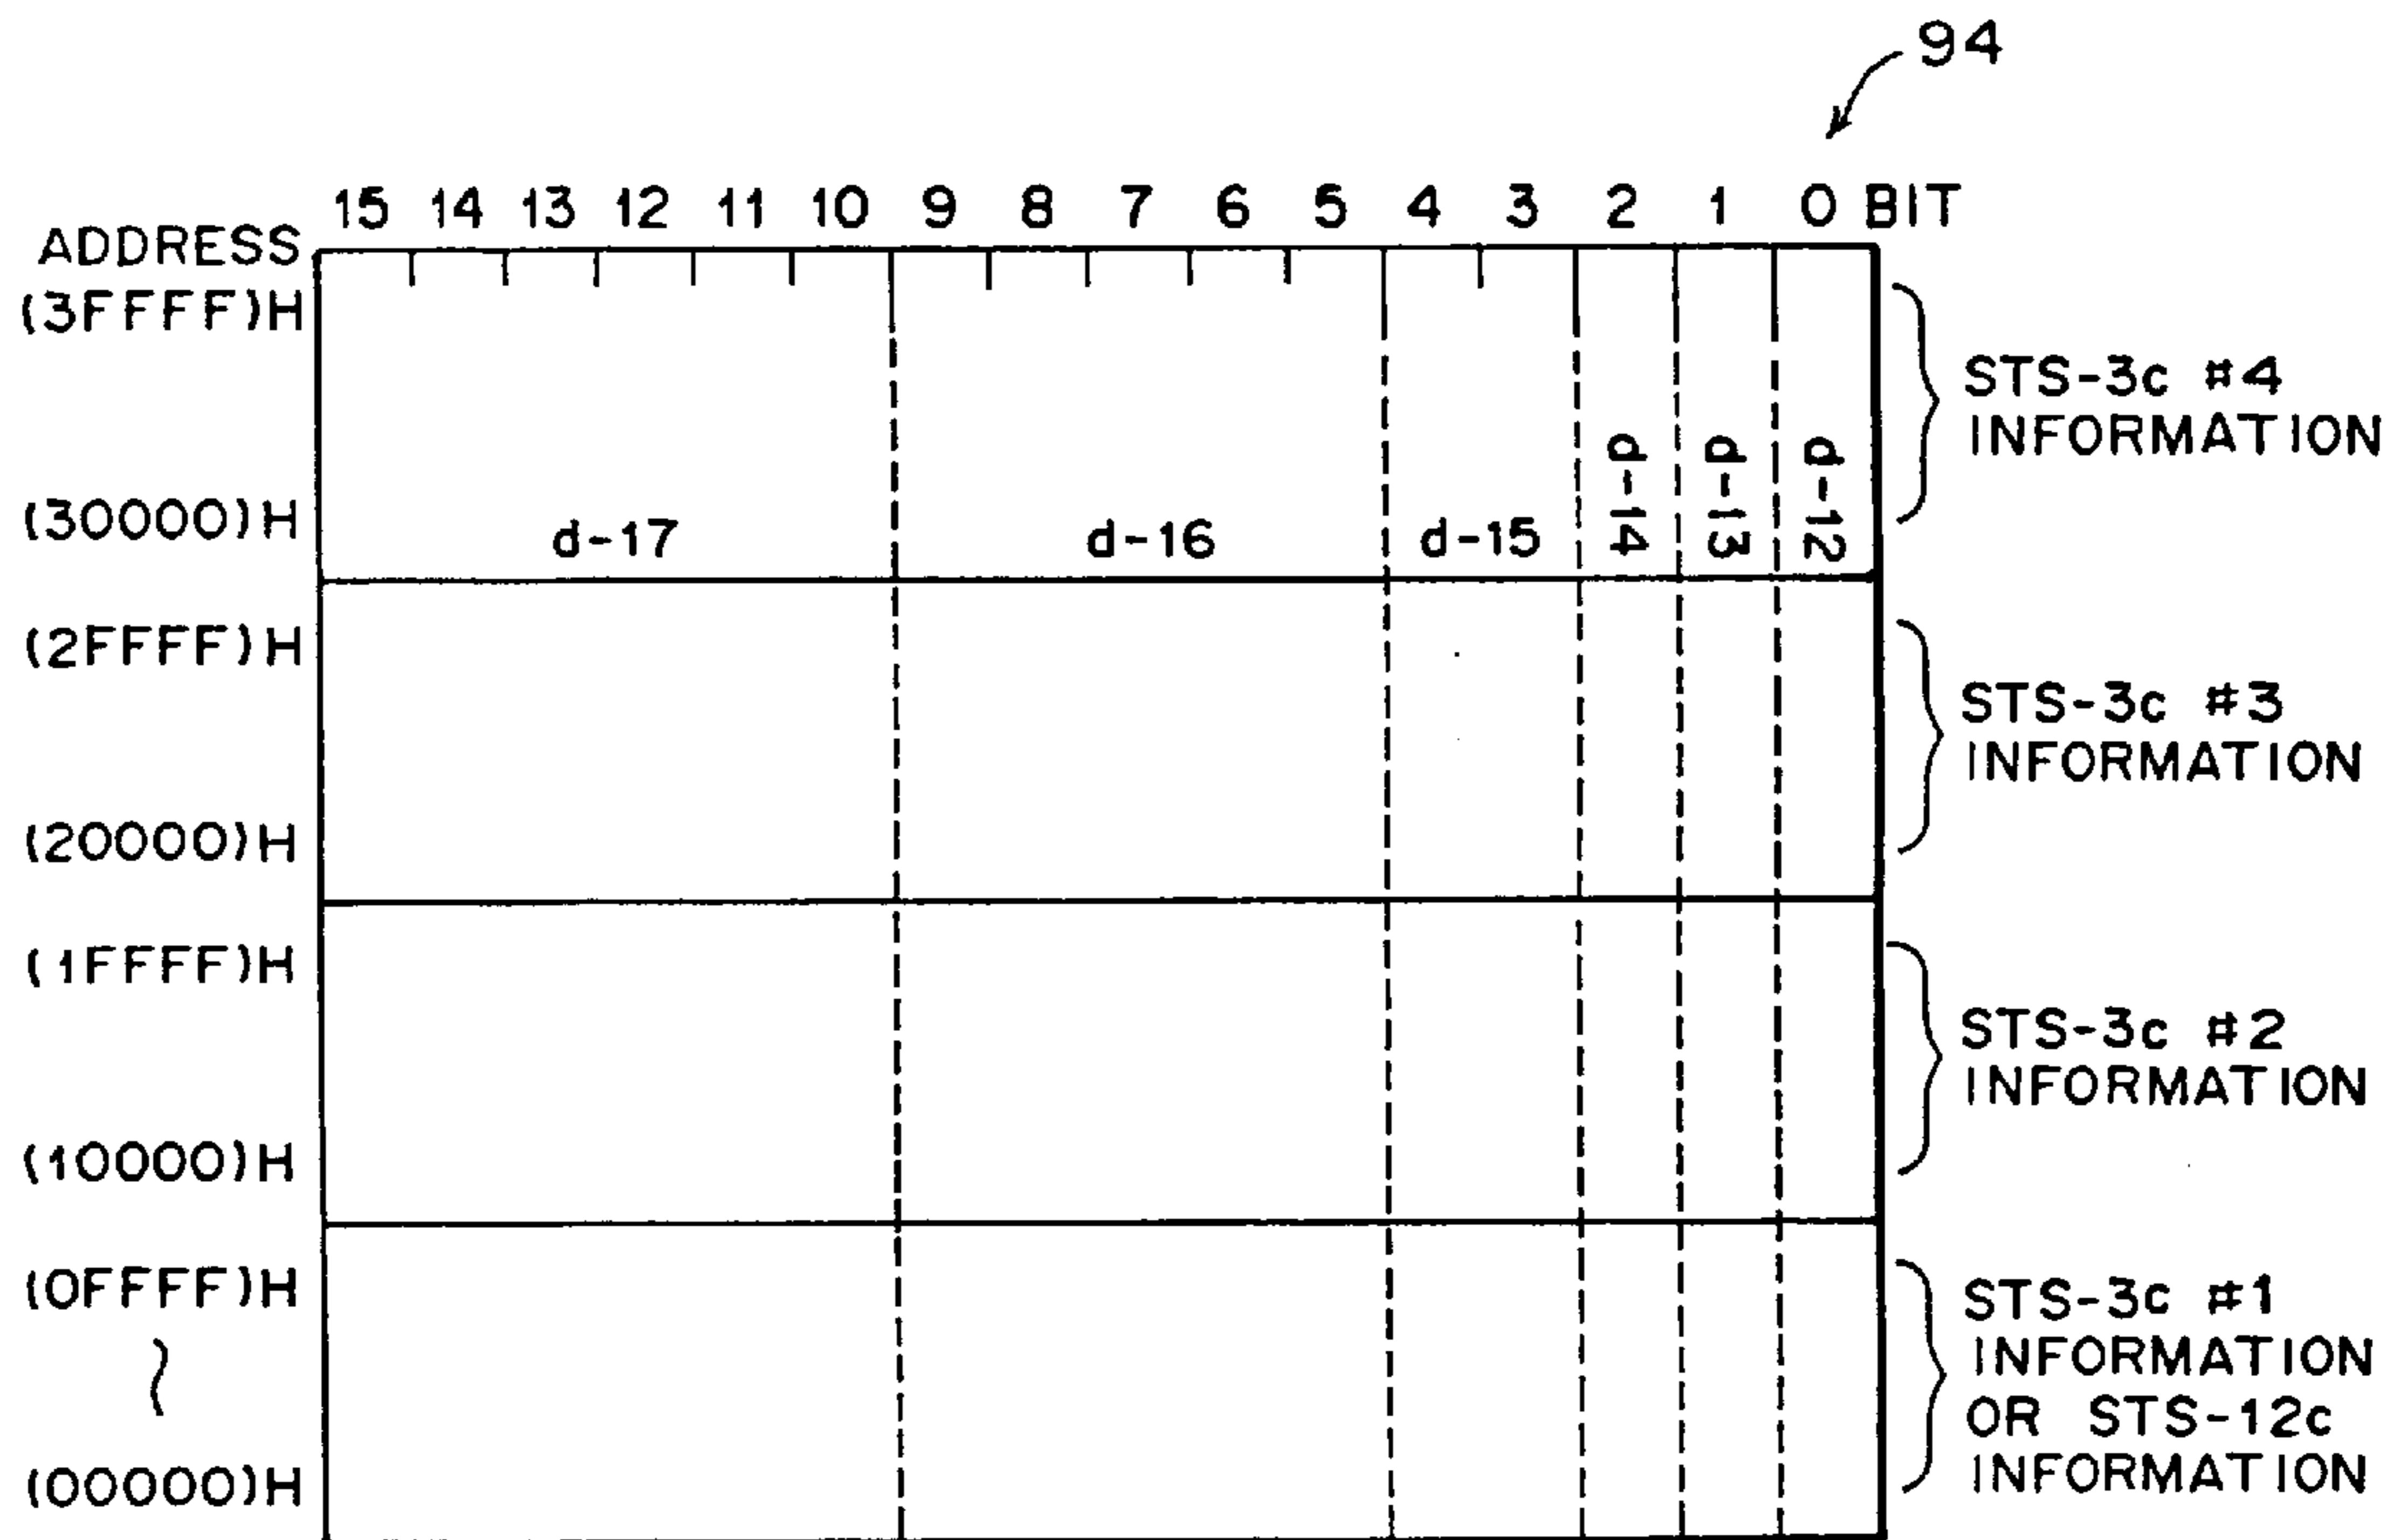 94
15 14 13 12 11 10 9 8 7 6 5 4 3 2 1 0 BIT
ADDRESS
(3FFFF)H
STS-3c #4
INFORMATION
(30000)H
d-17 d-16 d-15 d-14 d-13 d-12
(2FFFF)H
STS-3c #3
INFORMATION
(20000)H
(1FFFF)H
STS-3c #2
INFORMATION
(10000)H
(0FFFF)H
STS-3c #1
INFORMATION
OR STS-12c
INFORMATION
(00000)H